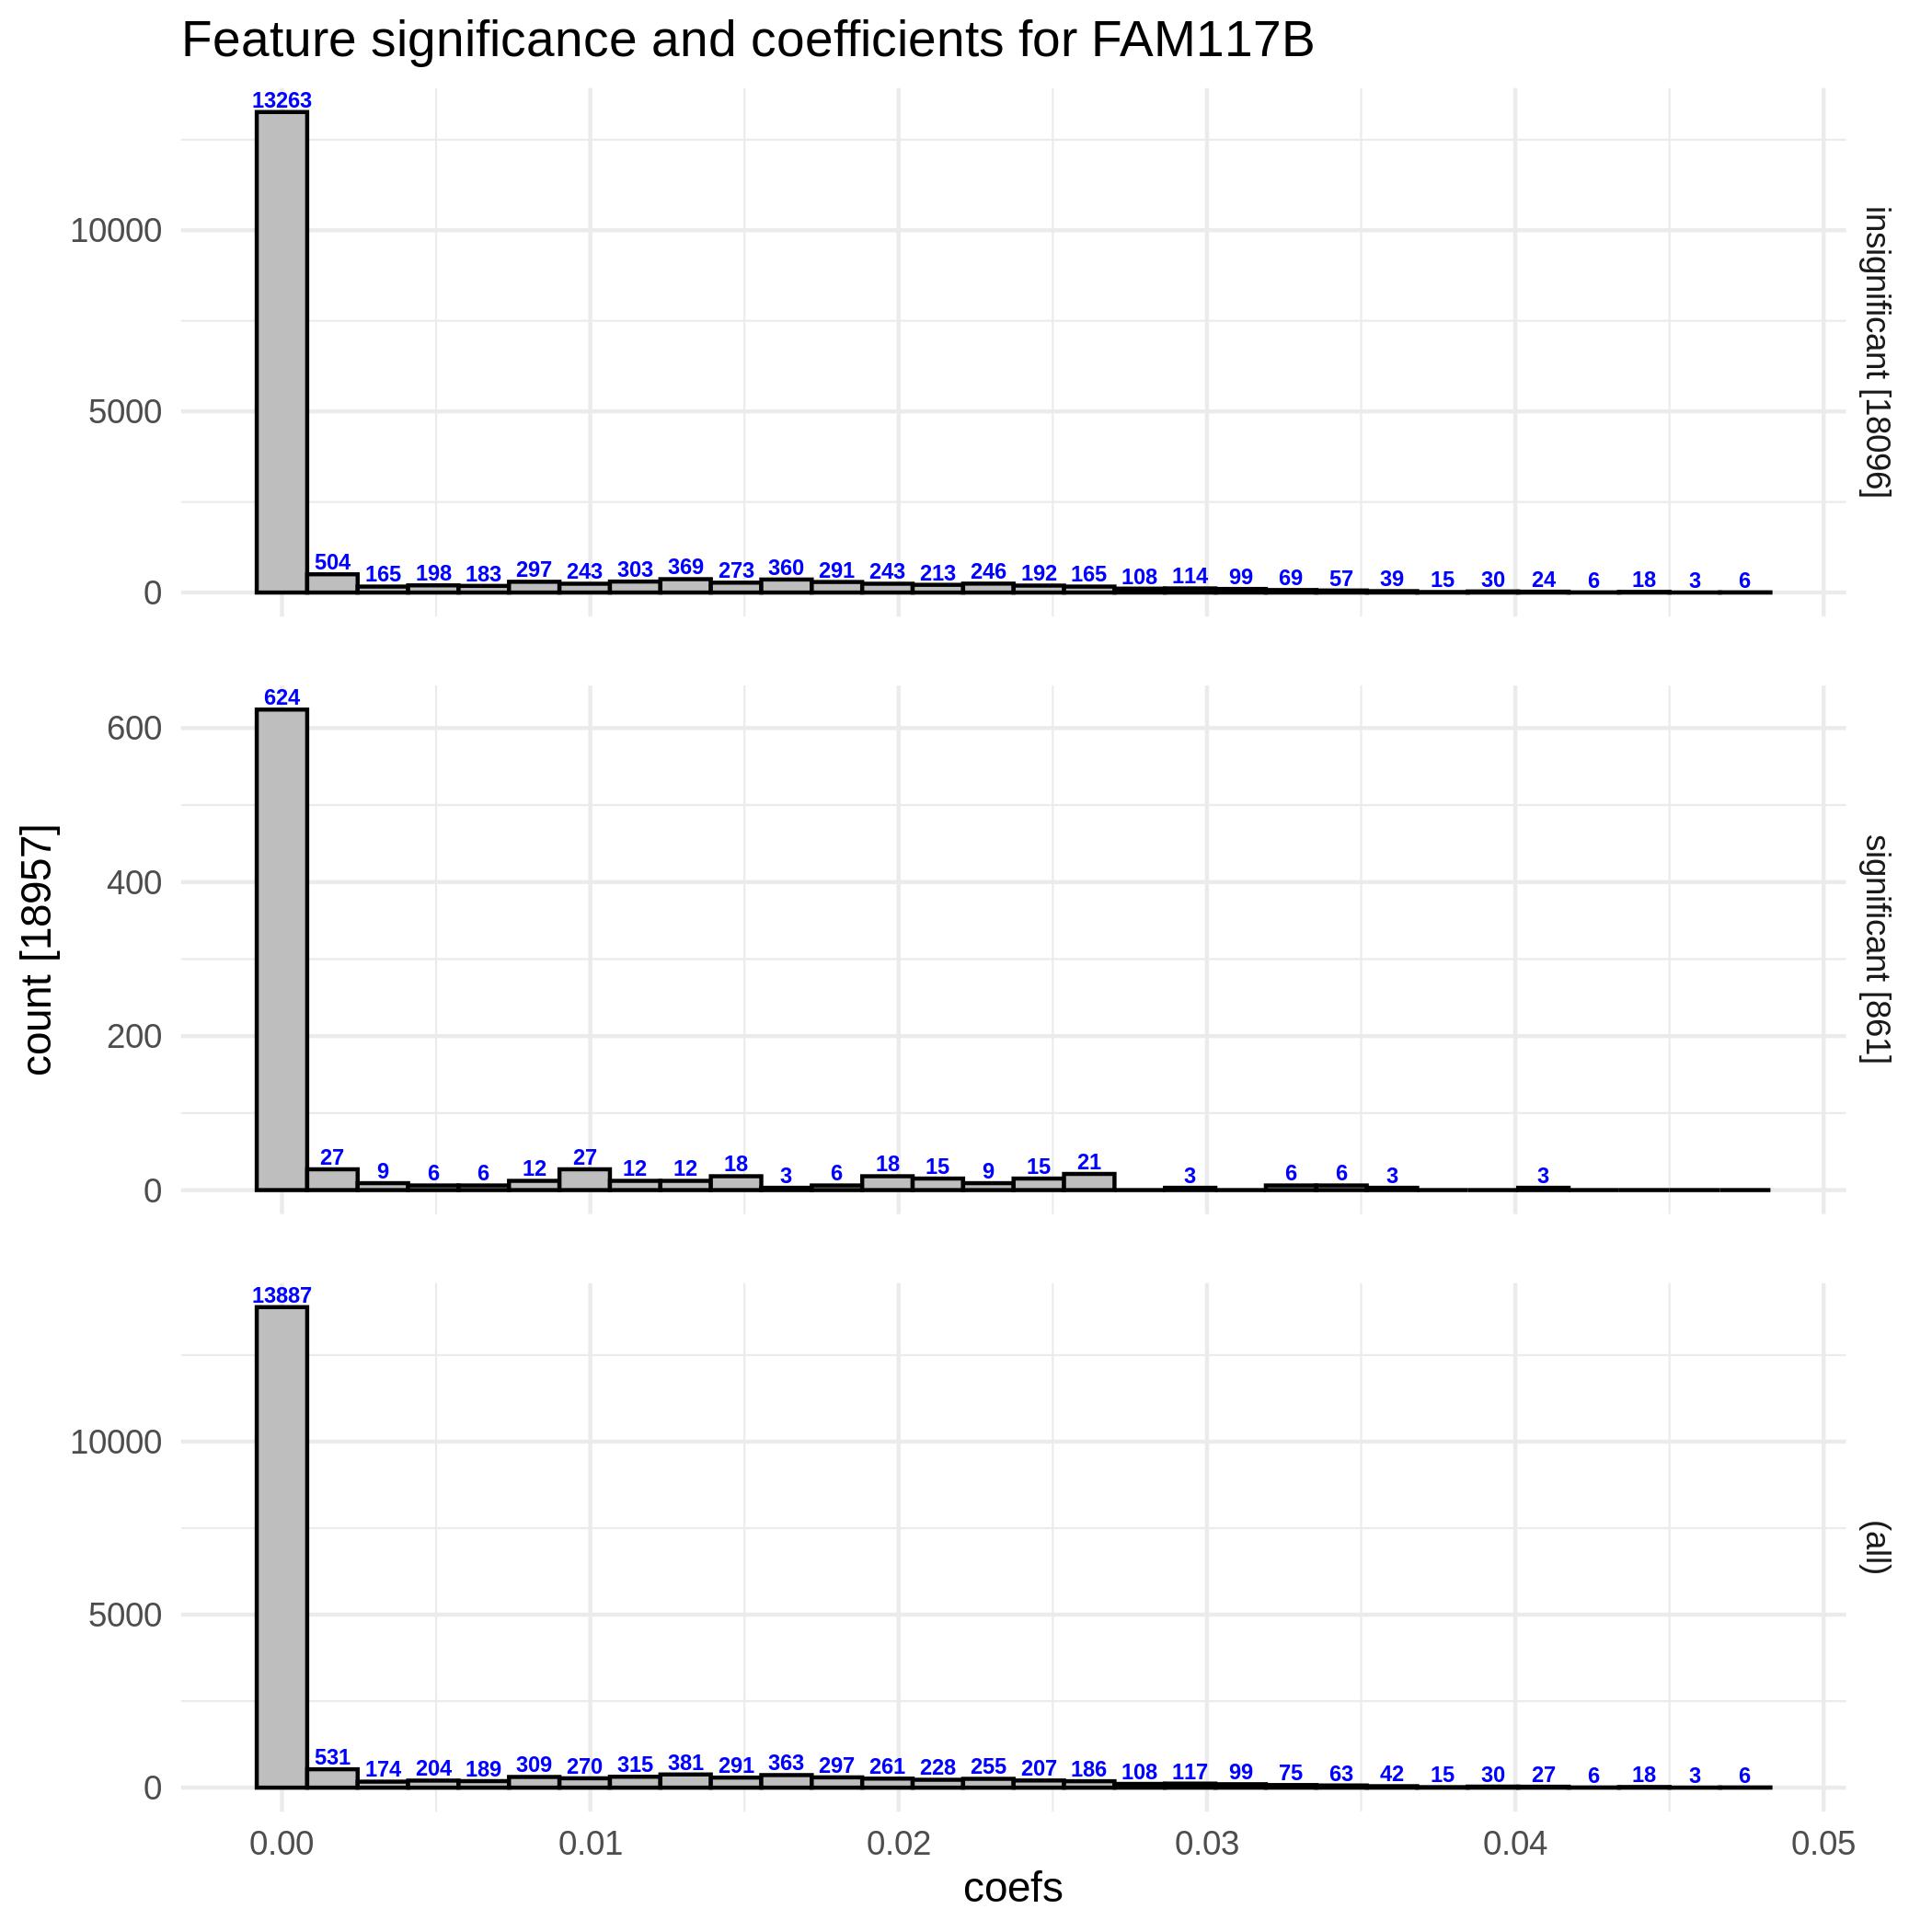 Feature significance and coefficients for FAM117B
13263
10000
5000
0
504 165 198 183 297 243 303 369 273 360 291 243 213 246 192 165 108 114 99 69 57 39 15 30 24 6 18 3 6
insignificant [18096]
624
600
400
200
0
27 9 6 6 12 27 12 12 18 3 6 18 15 9 15 21 3 6 6 3 3
significant [861]
count [18957]
13887
10000
5000
0
531 174 204 189 309 270 315 381 291 363 297 261 228 255 207 186 108 117 99 75 63 42 15 30 27 6 18 3 6
(all)
0.00 0.01 0.02 0.03 0.04 0.05
coefs